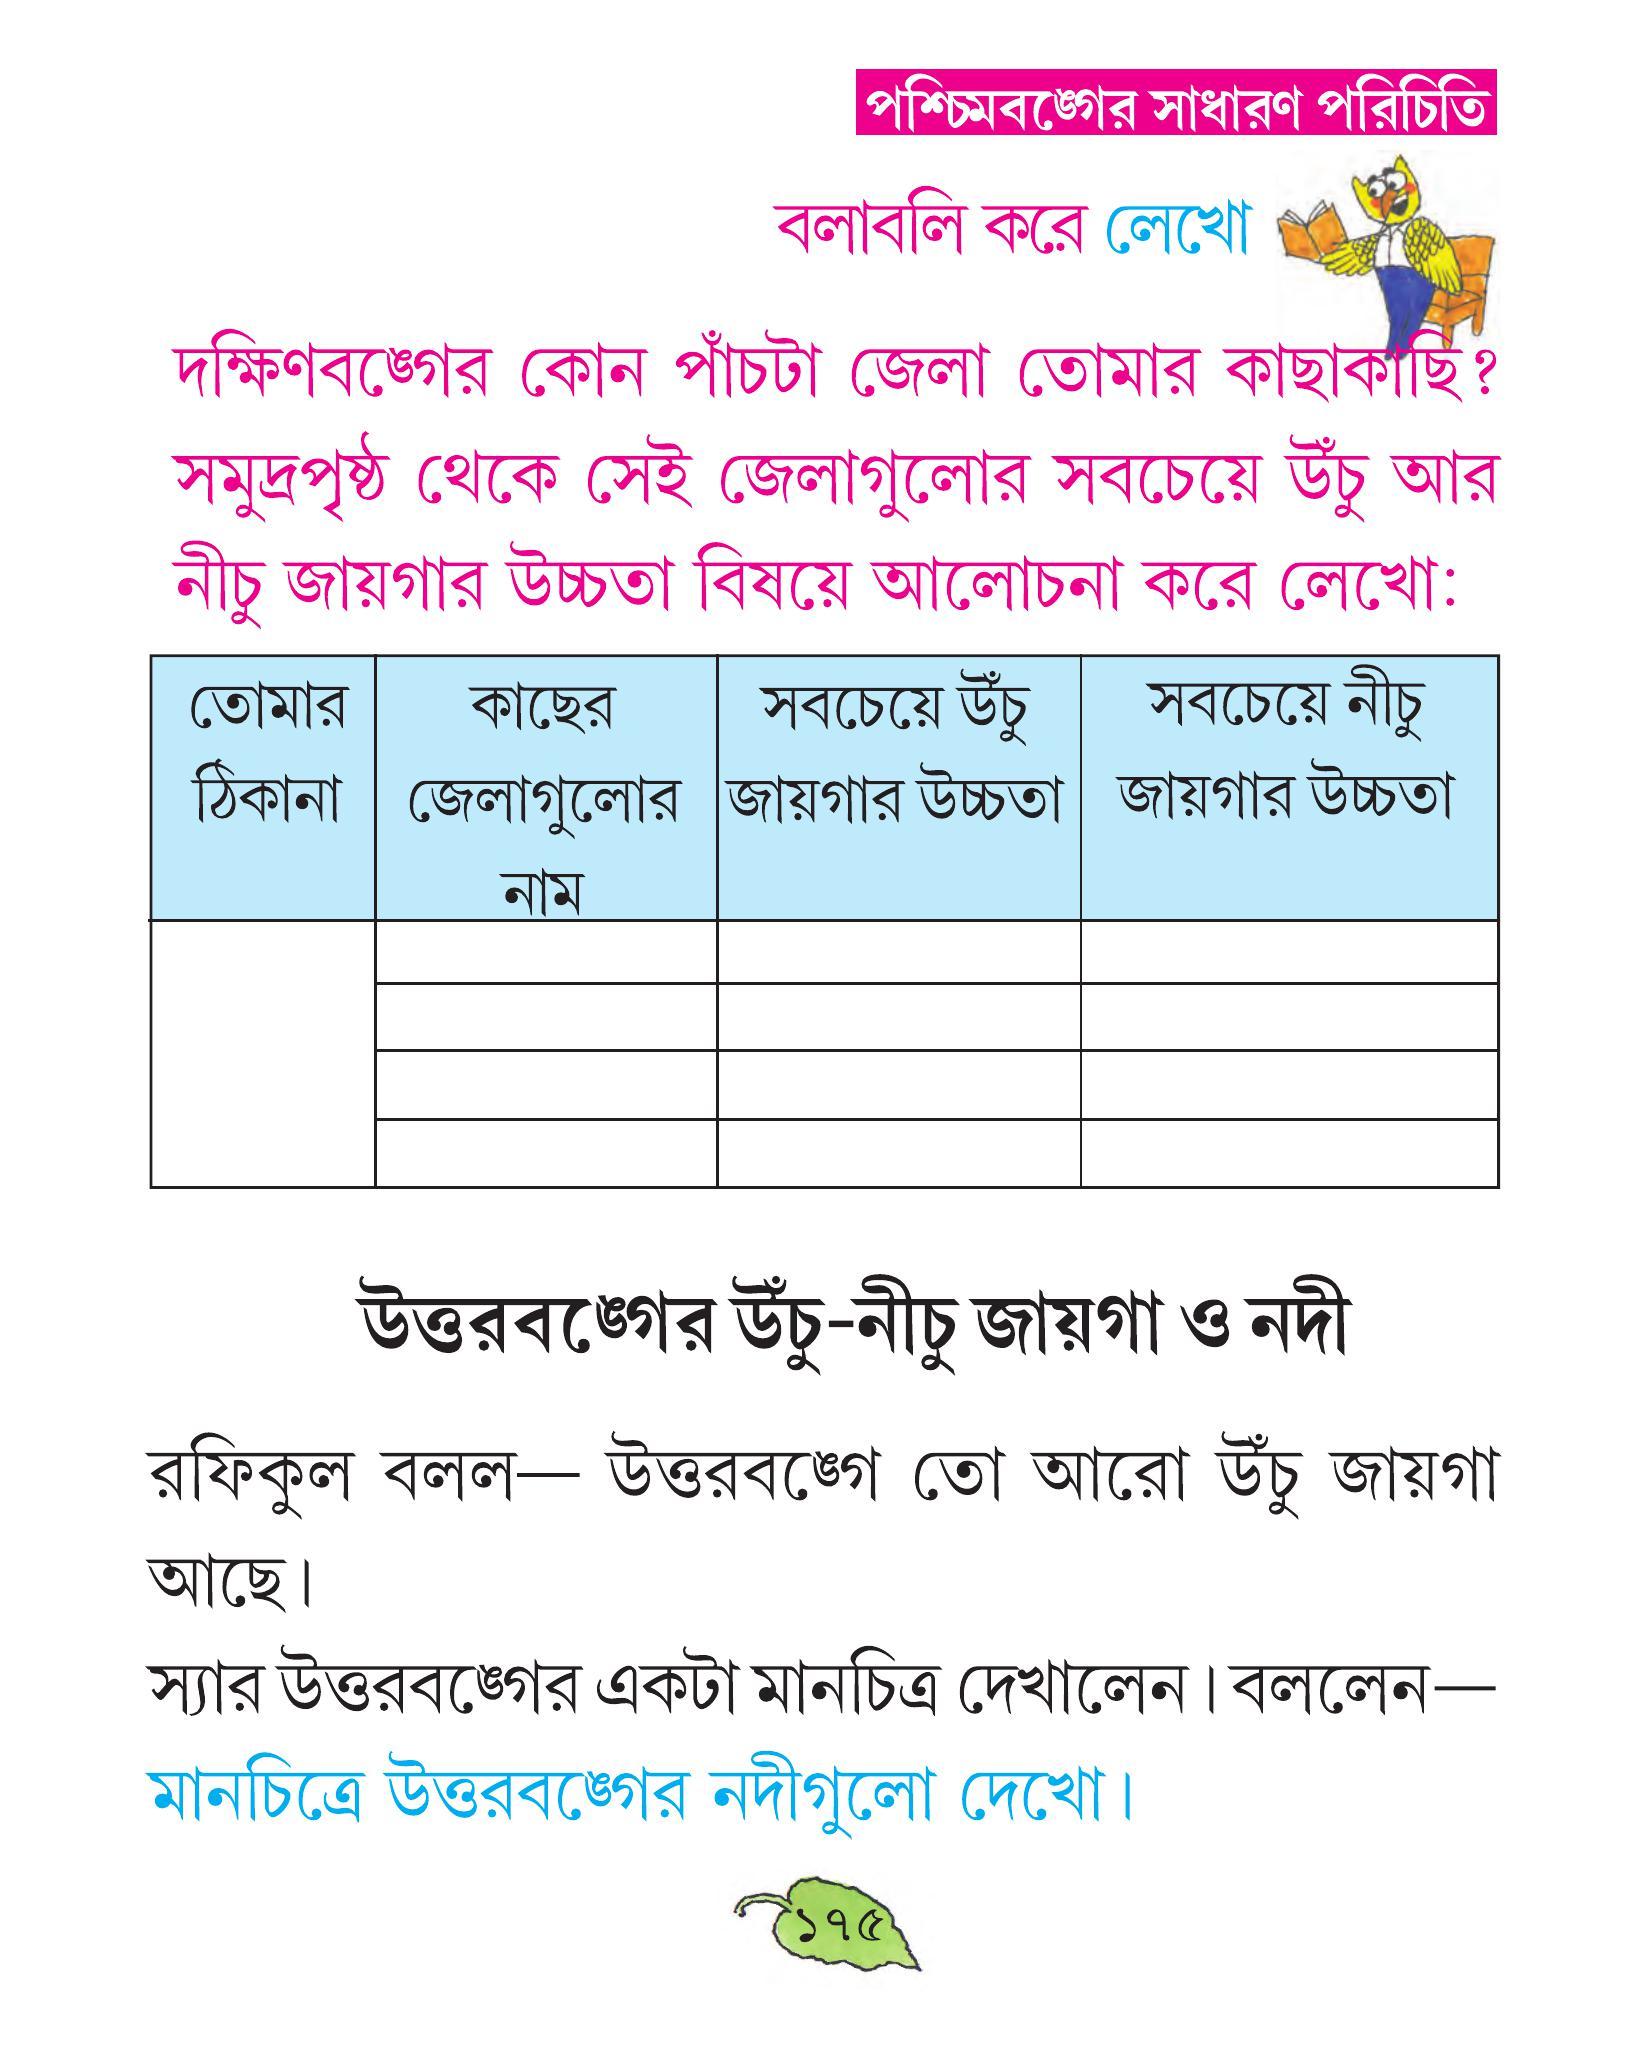 পশ্চিমবঙ্গের সাধারণ পরিচিতি
বলাবলি করে লেখো
দক্ষিণবঙ্গের কোন পাঁচটা জেলা তোমার কাছাকাছি?
সমুদ্রপৃষ্ঠ থেকে সেই জেলাগুলোর সবচেয়ে উঁচু আর
নীচু জায়গার উচ্চতা বিষয়ে আলোচনা করে লেখো:
তোমার
ঠিকানা
কাছের
জেলাগুলোর
নাম
সবচেয়ে উঁচু
জায়গার উচ্চতা
সবচেয়ে নীচু
জায়গার উচ্চতা
উত্তরবঙ্গের উঁচু-নীচু জায়গা ও নদী
রফিকুল বলল— উত্তরবঙ্গে তো আরো উঁচু জায়গা
আছে।
স্যার উত্তরবঙ্গের একটা মানচিত্র দেখালেন। বললেন—
মানচিত্রে উত্তরবঙ্গের নদীগুলো দেখো।
১৭৫